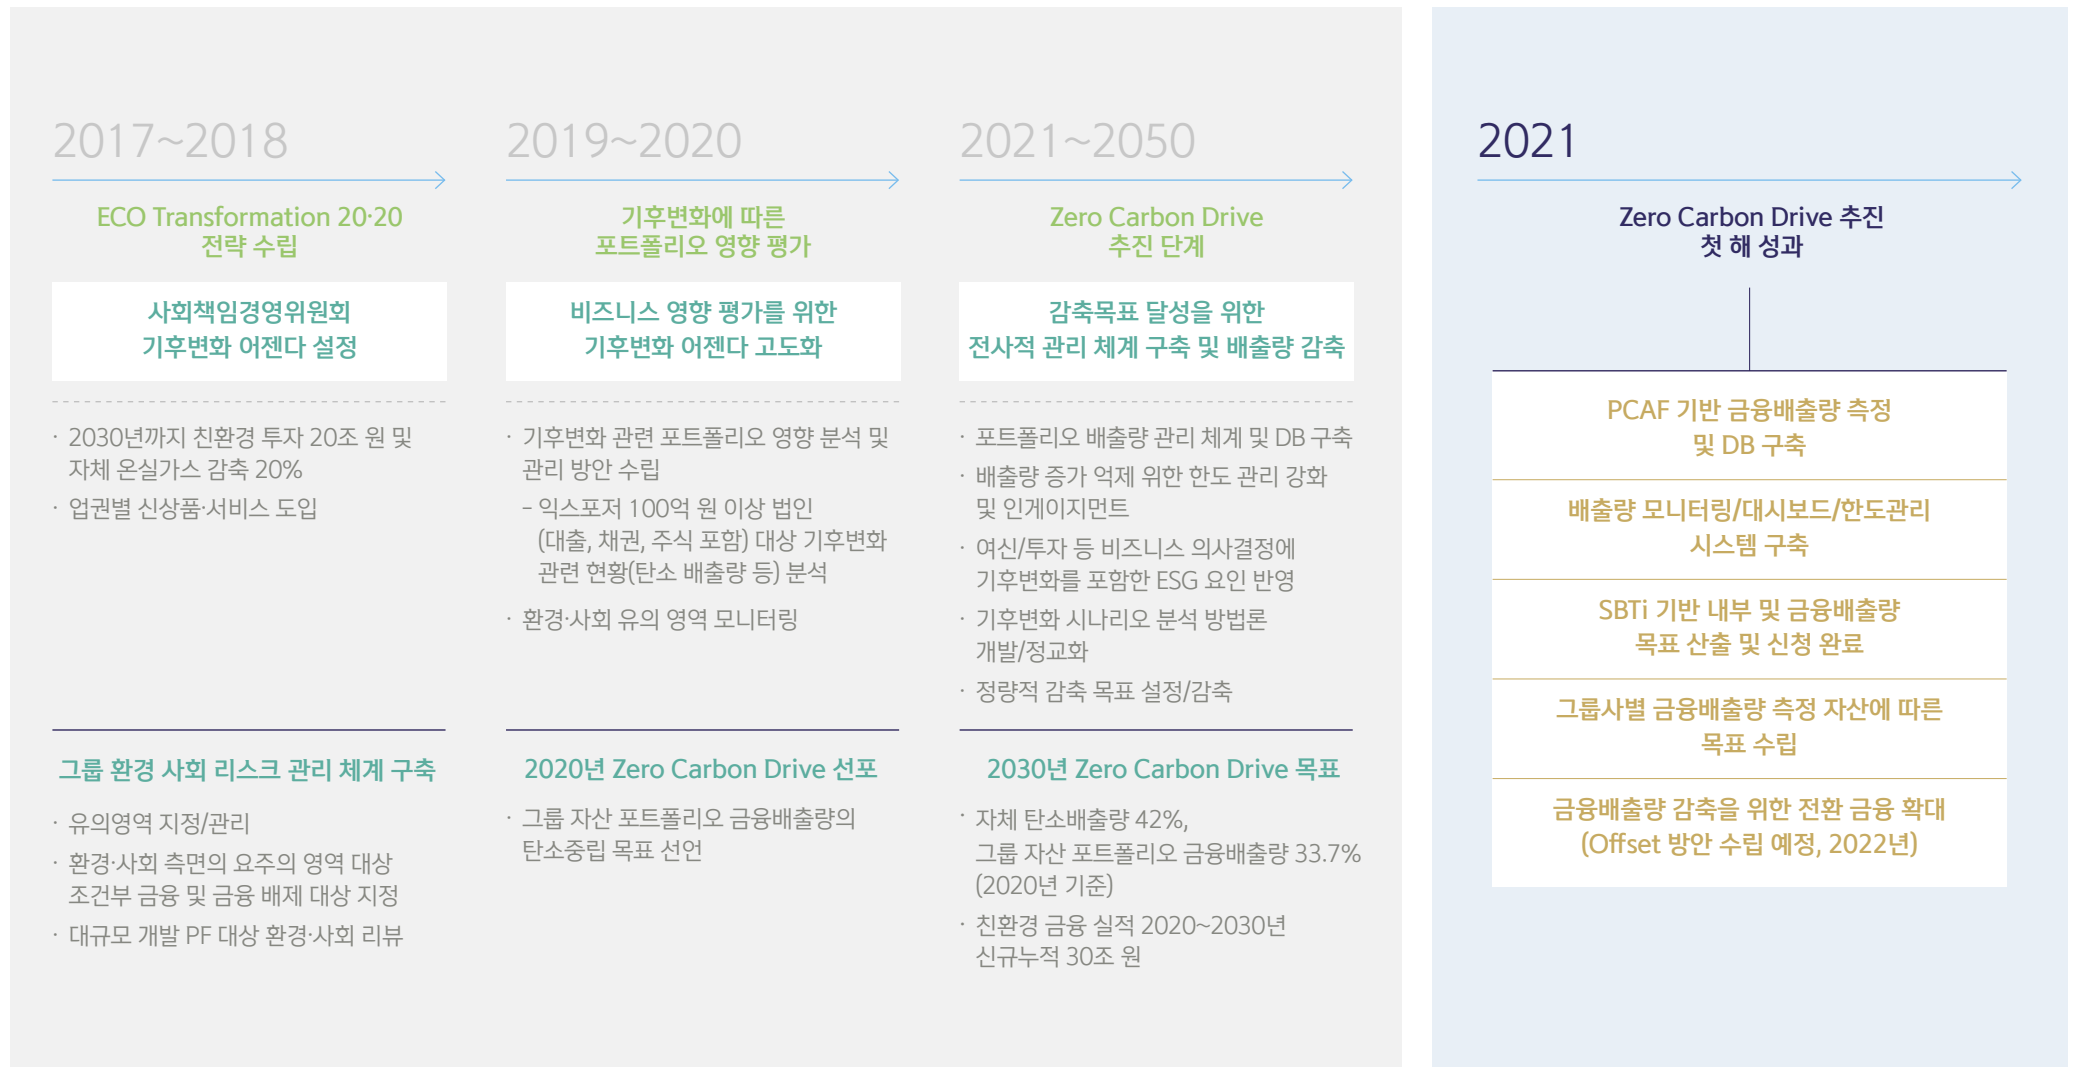 2017~2018
ECO Transformation 20·20
전략 수립
사회책임경영위원회
기후변화 어젠다 설정
· 2030년까지 친환경 투자 20조 원 및
자체 온실가스 감축 20%
· 업권별 신상품·서비스 도입
그룹 환경 사회 리스크 관리 체계 구축
· 유의영역 지정/관리
· 환경·사회 측면의 요주의 영역 대상
조건부 금융 및 금융 배제 대상 지정
· 대규모 개발 PF 대상 환경·사회 리뷰
2019~2020
기후변화에 따른
포트폴리오 영향 평가
비즈니스 영향 평가를 위한
기후변화 어젠다 고도화
· 기후변화 관련 포트폴리오 영향 분석 및
관리 방안 수립
– 익스포저 100억 원 이상 법인
(대출, 채권, 주식 포함) 대상 기후변화
관련 현황(탄소 배출량 등) 분석
· 환경·사회 유의 영역 모니터링
2020년 Zero Carbon Drive 선포
· 그룹 자산 포트폴리오 금융배출량의
탄소중립 목표 선언
2021~2050
Zero Carbon Drive
추진 단계
감축목표 달성을 위한
전사적 관리 체계 구축 및 배출량 감축
· 포트폴리오 배출량 관리 체계 및 DB 구축
· 배출량 증가 억제 위한 한도 관리 강화
및 인게이지먼트
· 여신/투자 등 비즈니스 의사결정에
기후변화를 포함한 ESG 요인 반영
· 기후변화 시나리오 분석 방법론
개발/정교화
· 정량적 감축 목표 설정/감축
2030년 Zero Carbon Drive 목표
· 자체 탄소배출량 42%,
그룹 자산 포트폴리오 금융배출량 33.7%
(2020년 기준)
· 친환경 금융 실적 2020~2030년
신규누적 30조 원
2021
Zero Carbon Drive 추진
첫 해 성과
PCAF 기반 금융배출량 측정
및 DB 구축
배출량 모니터링/대시보드/한도관리
시스템 구축
SBTi 기반 내부 및 금융배출량
목표 산출 및 신청 완료
그룹사별 금융배출량 측정 자산에 따른
목표 수립
금융배출량 감축을 위한 전환 금융 확대
(Offset 방안 수립 예정, 2022년)